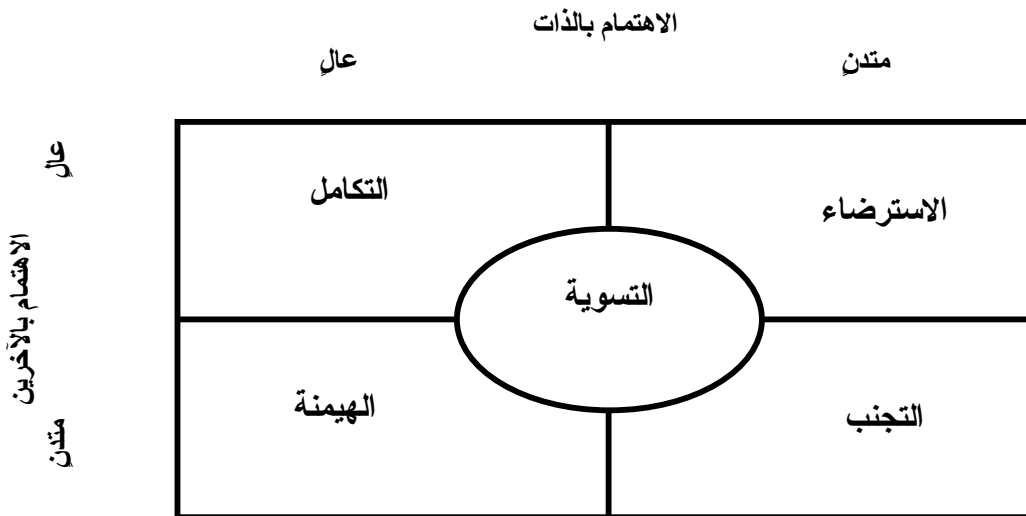 الاهتمام بالذات
متدنٍ
عالٍ
عالٍ
الاهتمام بالآخرين
متدنٍ
الاسترضاء
التكامل
التسوية
التجنب
الهيمنة